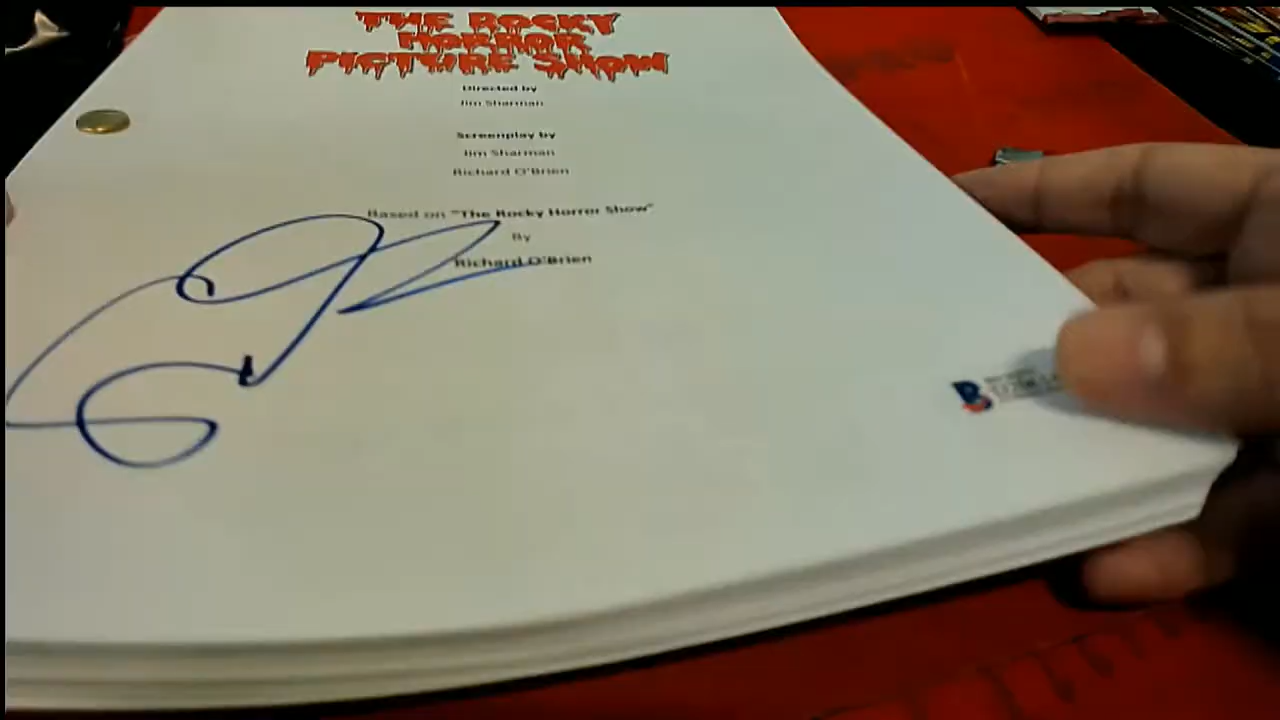 THE ROCKY
HORROR
PICTURE SHOW
Directed by
Jim Sharman
Screenplay by
Jim Sharman
Richard O'Brien
Based on "The Rocky Horror Show"
By
Richard O'Brien
B